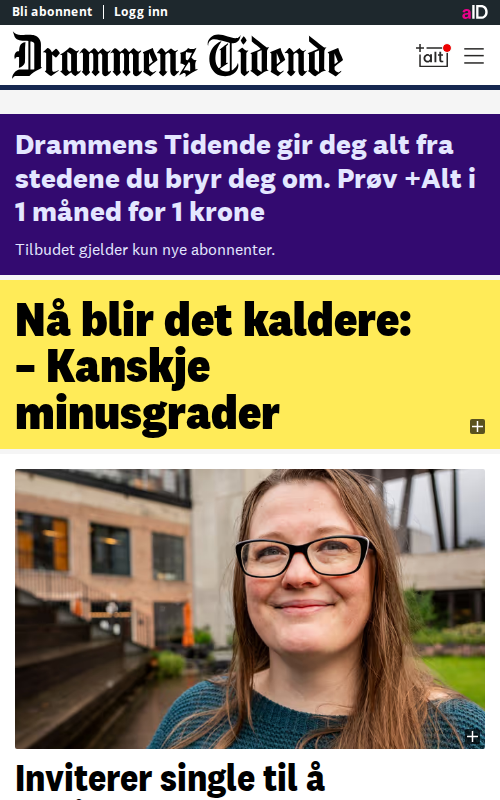 Bli abonnent | Logg inn
aID
Drammens Tidende
+alt
Drammens Tidende gir deg alt fra
stedene du bryr deg om. Prøv +Alt i
1 måned for 1 krone
Tilbudet gjelder kun nye abonnenter.
Nå blir det kaldere:
– Kanskje
minusgrader
Inviterer single til å